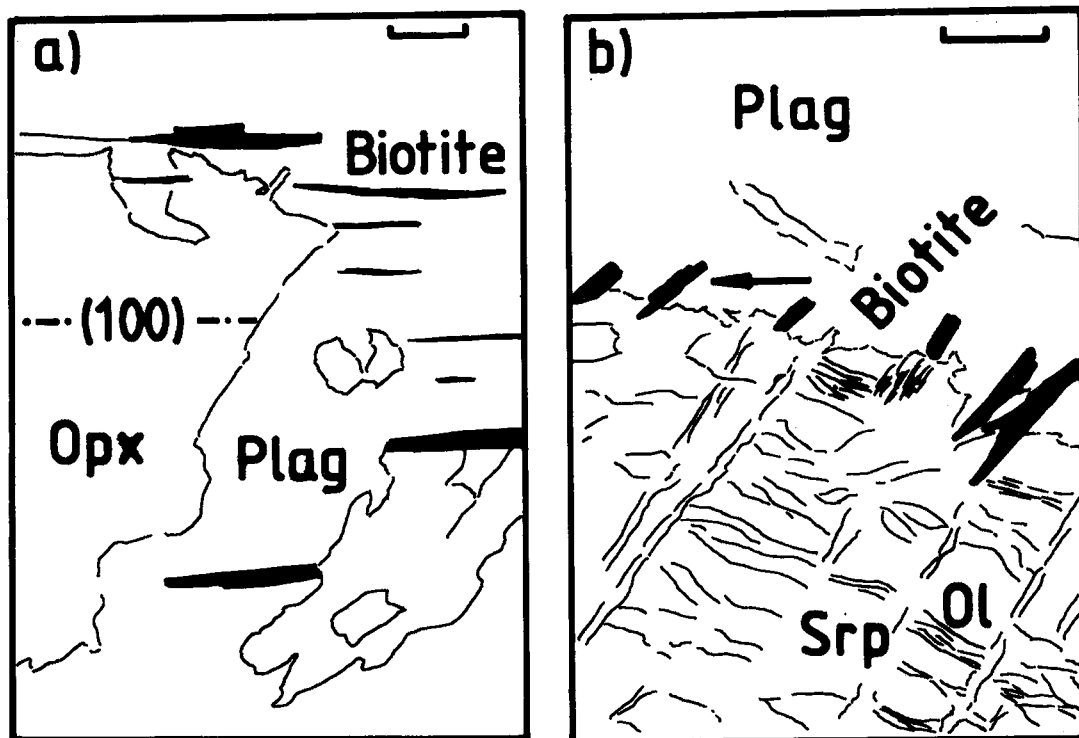 a)
Biotite
(100)
Opx
Plag
b)
Plag
Biotite
Srp
Ol